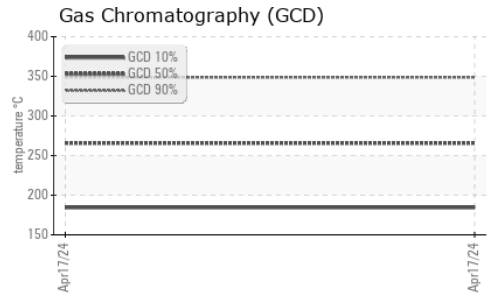 Gas Chromatography (GCD)
400
350
300
250
200
150
temperature °C
GCD 10%
GCD 50%
GCD 90%
Apr17/24
Apr17/24